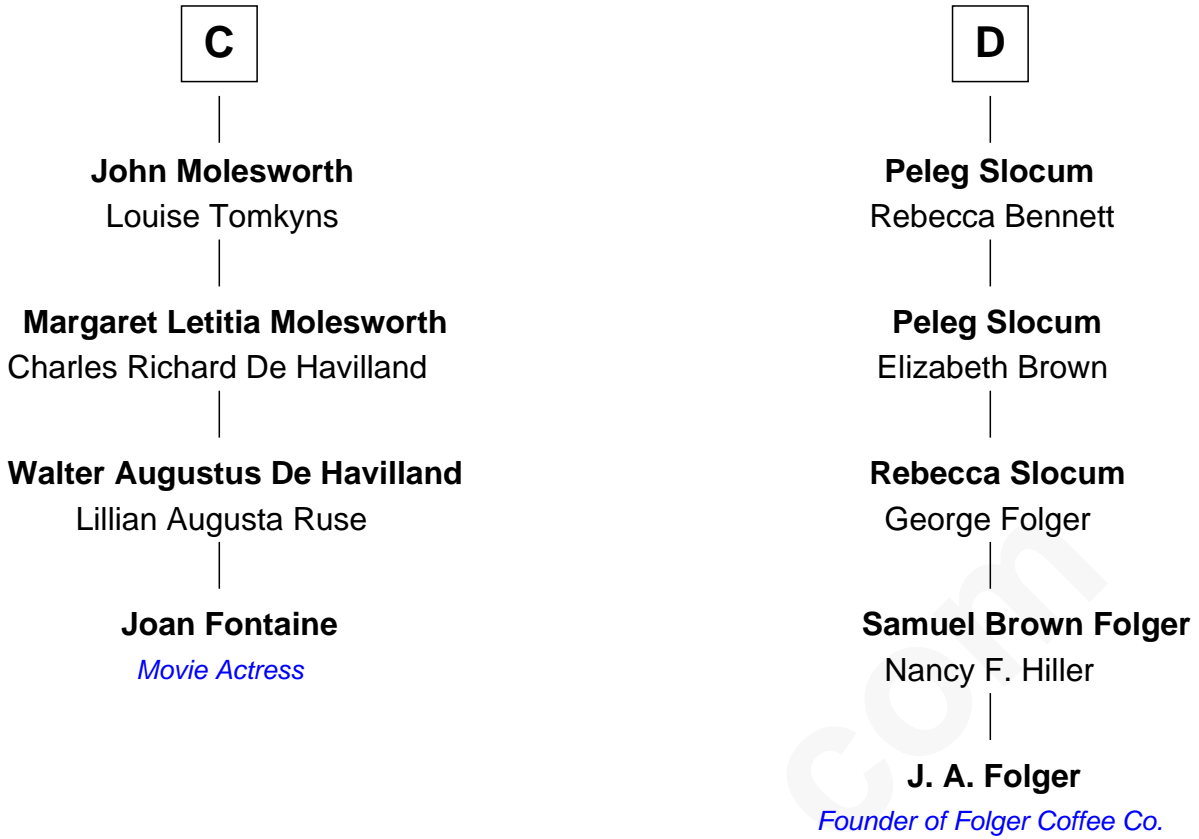 C
John Molesworth
Louise Tomkyns
Margaret Letitia Molesworth
Charles Richard De Havilland
Walter Augustus De Havilland
Lillian Augusta Ruse
Joan Fontaine
Movie Actress
D
Peleg Slocum
Rebecca Bennett
Peleg Slocum
Elizabeth Brown
Rebecca Slocum
George Folger
Samuel Brown Folger
Nancy F. Hiller
J. A. Folger
Founder of Folger Coffee Co.
com